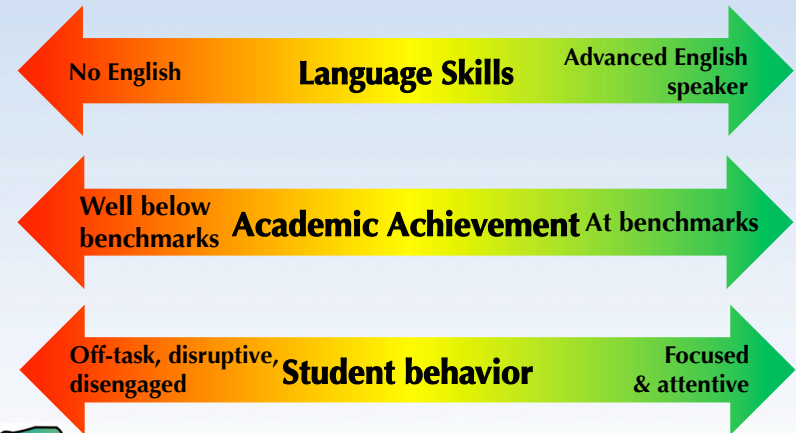 No English
Language Skills
Advanced English
speaker
Well below
benchmarks
Academic Achievement
At benchmarks
Off-task, disruptive,
disengaged
Student behavior
Focused
& attentive